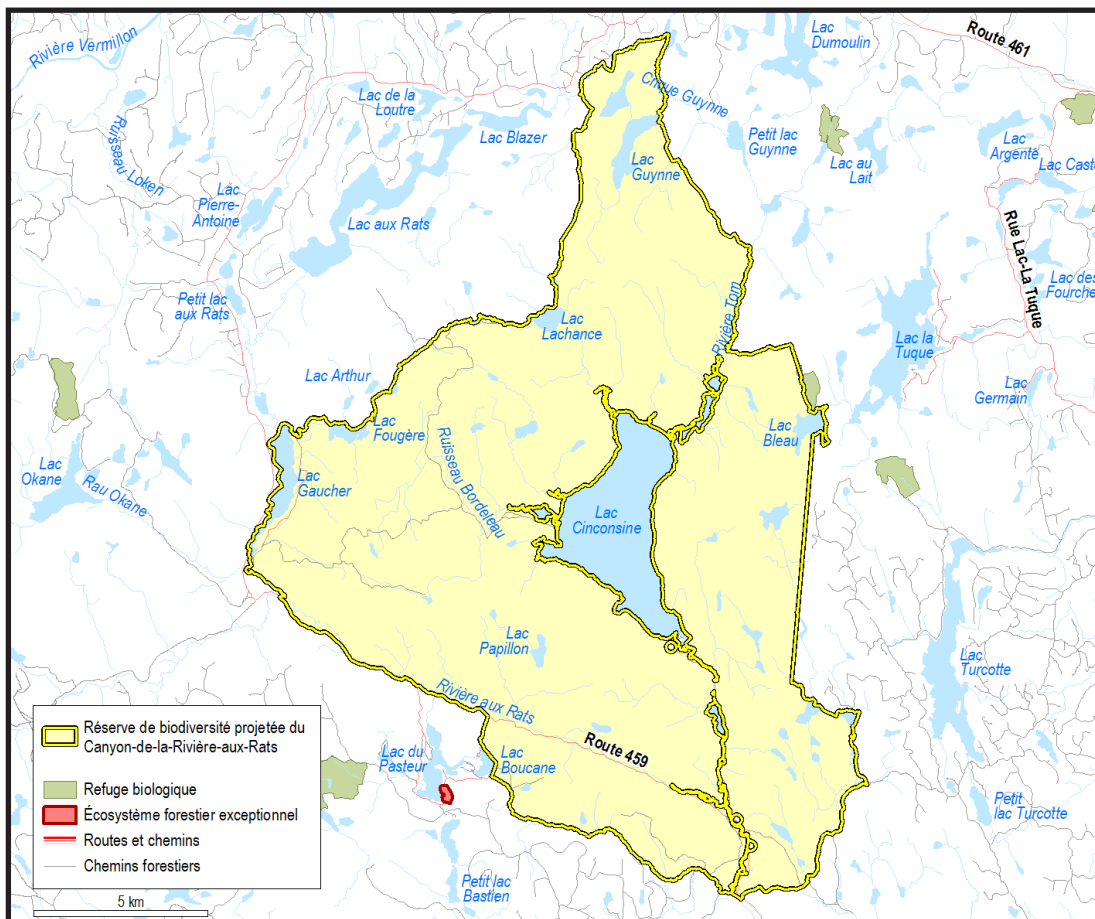 Rivière Vermillon
Lac
Dumoulin
Route 461
Lac de la
Loutre
Crique Guynne
Ruisseau Loken
Lac Blazer
Petit lac
Guynne
Lac
Argenté
Lac au
Lait
Lac Casta
Lac
Guynne
Lac
Pierre-
Antoine
Lac aux Rats
Rue Lac-La Tuque
Lac des
Fourche
Petit lac
aux Rats
Lac
Lachance
Rivière Tom
Lac la
Tuque
Lac Arthur
Lac
Germain
Lac
Fougère
Lac
Bleau
Ruisseau Bordeleau
Lac
Okane
Rau Okane
Lac
Gaucher
Lac
Cinconsine
Lac
Papillon
Lac
Turcotte
Rivière aux Rats
Route 459
Lac du
Pasteur
Lac
Boucane
Petit
lac Turcotte
Petit lac
Bastien
Réserve de biodiversité projetée du
Canyon-de-la-Rivière-aux-Rats
Refuge biologique
Écosystème forestier exceptionnel
Routes et chemins
Chemins forestiers
5 km